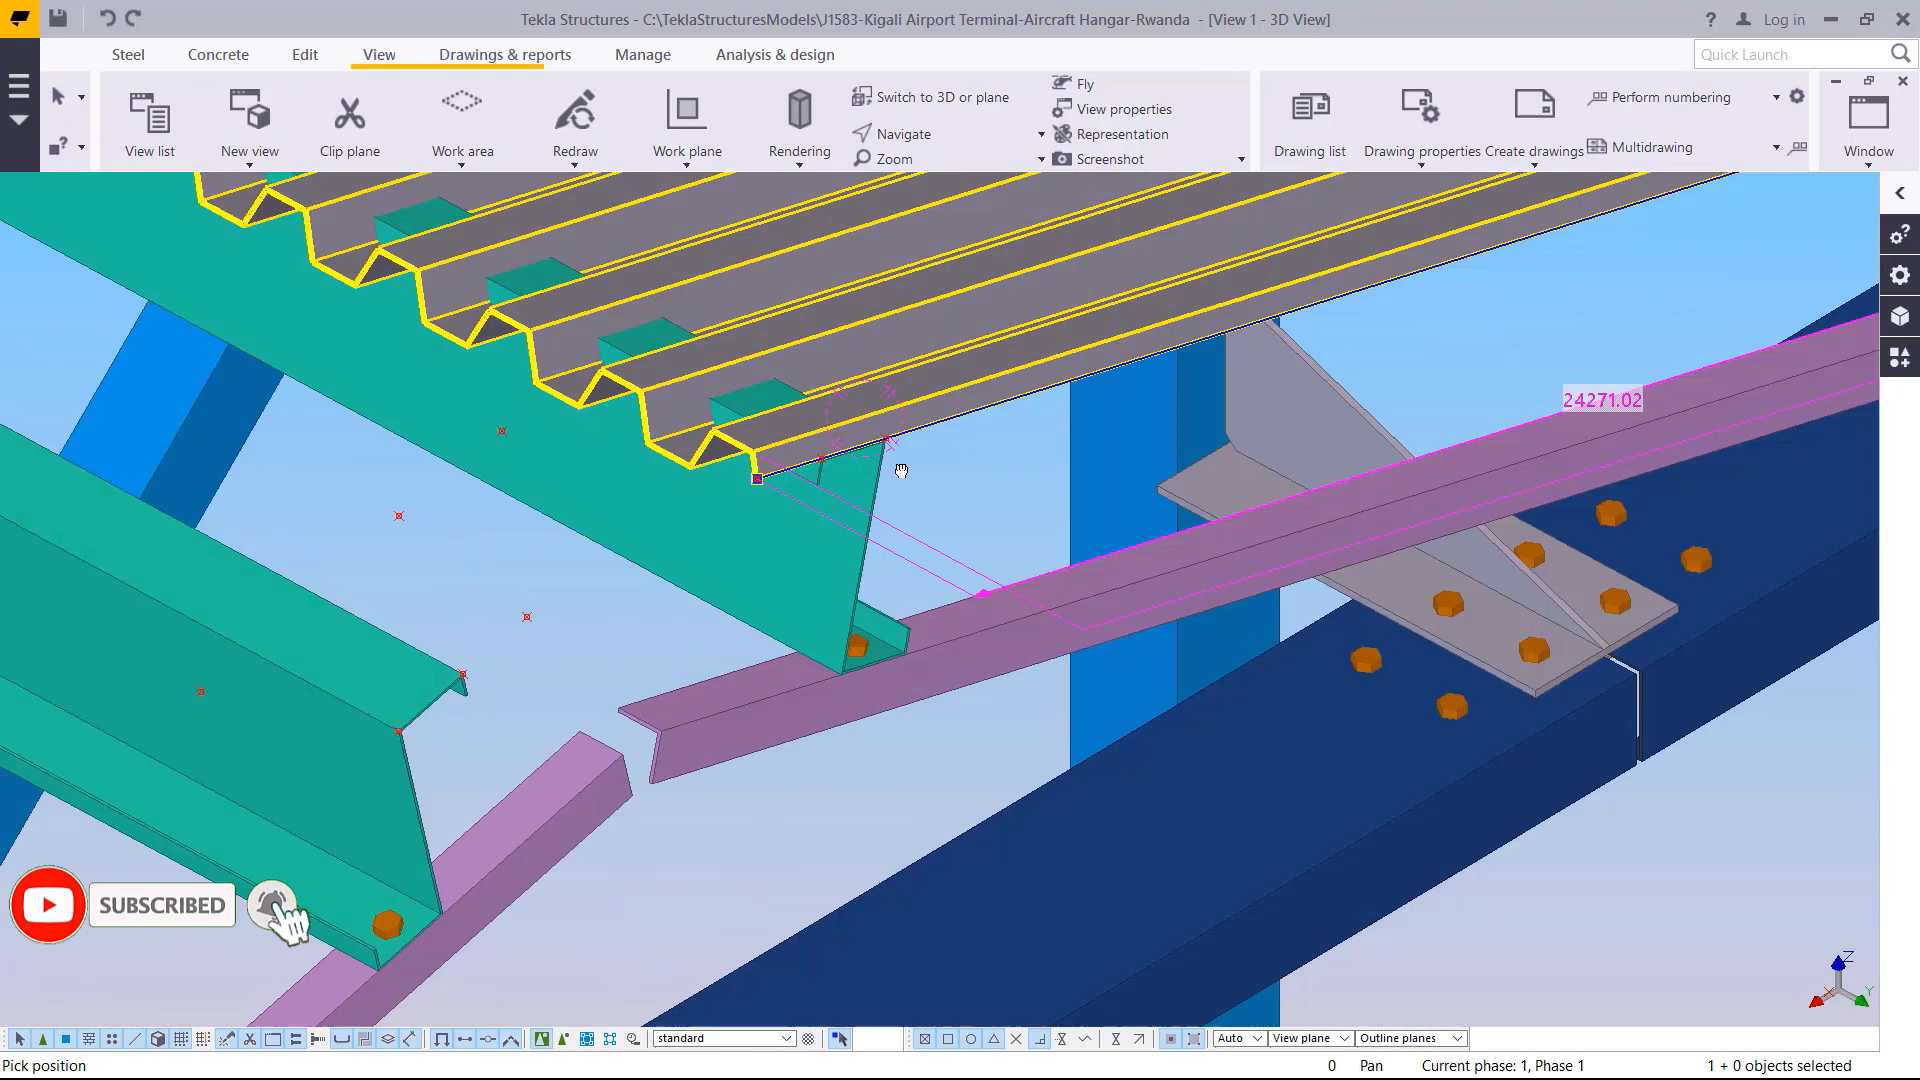 Tekla Structures - C:\TeklaStructuresModels\J1583-Kigali Airport Terminal-Aircraft Hangar-Rwanda - [View 1 - 3D View]
? Log in
Steel Concrete Edit View Drawings & reports Manage Analysis & design
Quick Launch
View list
New view
Clip plane
Work area
Redraw
Work plane
Rendering
Switch to 3D or plane
Navigate
Zoom
Fly
View properties
Representation
Screenshot
Drawing list
Drawing properties
Create drawings
Perform numbering
Multidrawing
Window
24271.02
SUBSCRIBED
Z
X
Y
standard
Auto
View plane
Outline planes
Pick position
0 Pan Current phase: 1, Phase 1 1 + 0 objects selected